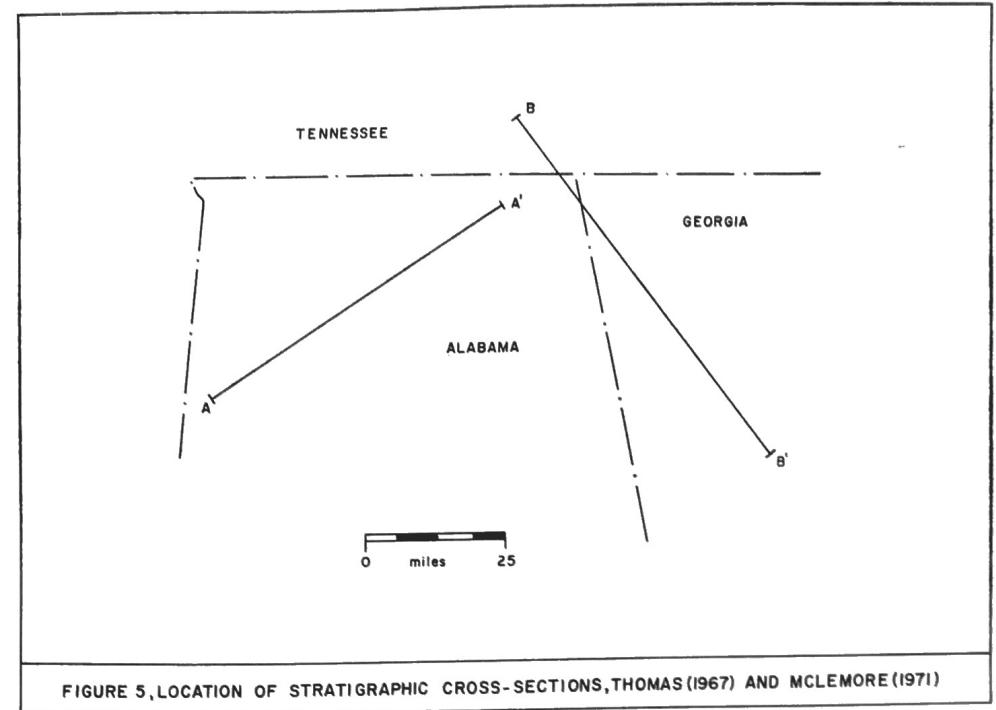 B
TENNESSEE
A'
GEORGIA
ALABAMA
A
B'
0 miles 25
FIGURE 5, LOCATION OF STRATIGRAPHIC CROSS-SECTIONS, THOMAS (1967) AND MCLEMORE (1971)